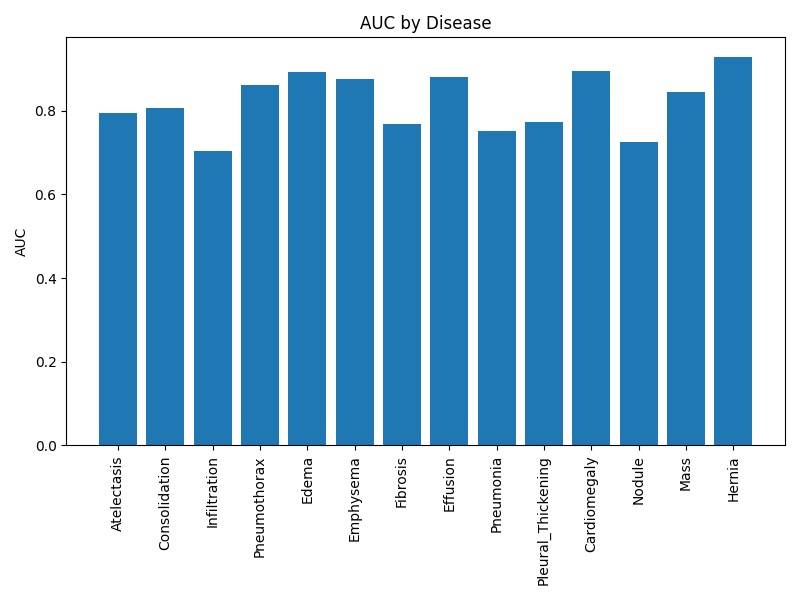 AUC by Disease
AUC
0.8
0.6
0.4
0.2
0.0
Atelectasis
Consolidation
Infiltration
Pneumothorax
Edema
Emphysema
Fibrosis
Effusion
Pneumonia
Pleural_Thickening
Cardiomegaly
Nodule
Mass
Hernia